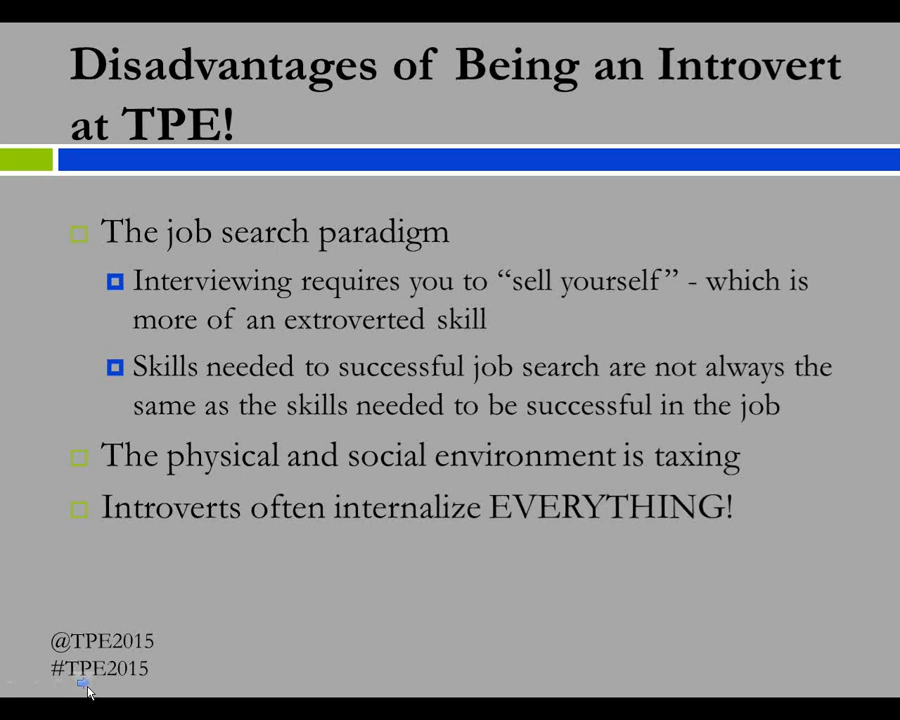 Disadvantages of Being an Introvert
at TPE!
The job search paradigm
Interviewing requires you to “sell yourself” - which is
more of an extroverted skill
Skills needed to successful job search are not always the
same as the skills needed to be successful in the job
The physical and social environment is taxing
Introverts often internalize EVERYTHING!
@TPE2015
#TPE2015